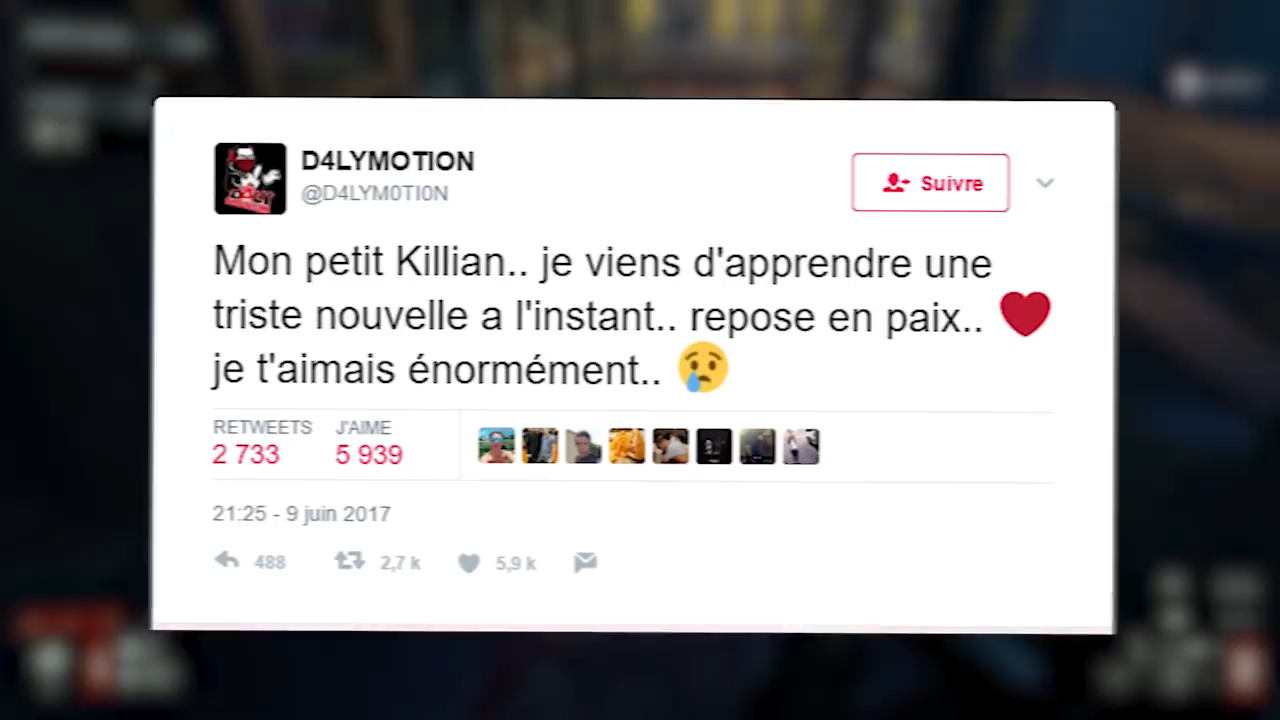 D4LYMOTION
@D4LYM0TI0N
Suivre
Mon petit Killian.. je viens d'apprendre une
triste nouvelle a l'instant.. repose en paix.. ❤️
je t'aimais énormément.. 😢
RETWEETS J'AIME
2 733 5 939
21:25 - 9 juin 2017
488 2,7 k 5,9 k